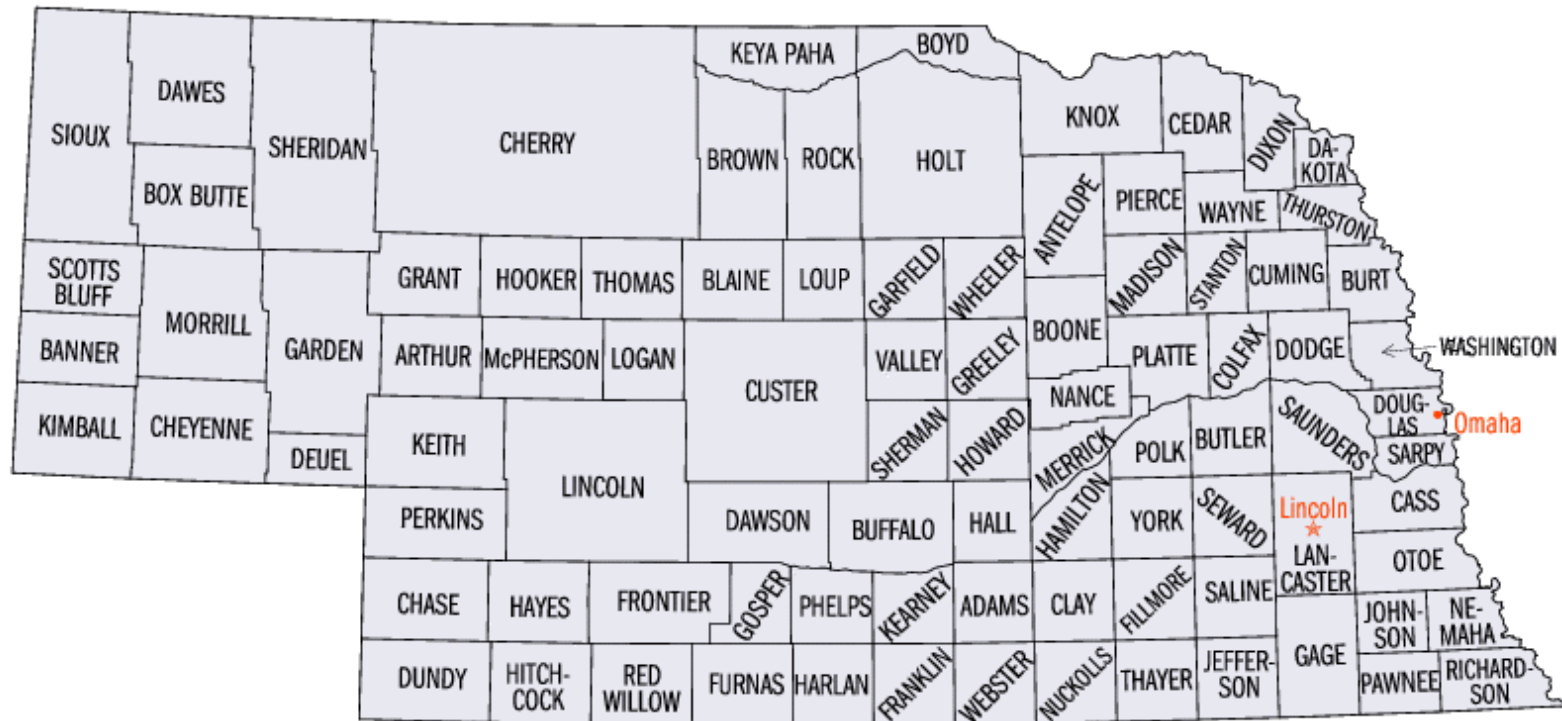 KEYA PAHA
BOYD
DAWES
SIOUX
SHERIDAN
CHERRY
BROWN
ROCK
HOLT
KNOX
CEDAR
DIXON
DA-
KOTA
BOX BUTTE
ANTELOPE
PIERCE
WAYNE
THURSTON
SCOTTS
BLUFF
MORRILL
GARDEN
GRANT
HOOKER
THOMAS
BLAINE
LOUP
GARFIELD
WHEELER
MADISON
STANTON
CUMING
BURT
BANNER
ARTHUR
McPHERSON
LOGAN
CUSTER
VALLEY
GREELEY
BOONE
PLATTE
COLFAX
DODGE
WASHINGTON
KIMBALL
CHEYENNE
DEUEL
KEITH
LINCOLN
SHERMAN
HOWARD
NANCE
MERRICK
POLK
BUTLER
SAUNDERS
DOUG-
LAS
Omaha
SARPY
PERKINS
DAWSON
BUFFALO
HALL
HAMILTON
YORK
SEWARD
Lincoln
LAN-
CASTER
CASS
OTOE
CHASE
HAYES
FRONTIER
GOSPER
PHELPS
KEARNEY
ADAMS
CLAY
FILLMORE
SALINE
JOHN-
SON
NE-
MAHA
DUNDY
HITCH-
COCK
RED
WILLOW
FURNAS
HARLAN
FRANKLIN
WEBSTER
NUCKOLLS
THAYER
JEFFER-
SON
GAGE
PAWNEE
RICHARD-
SON